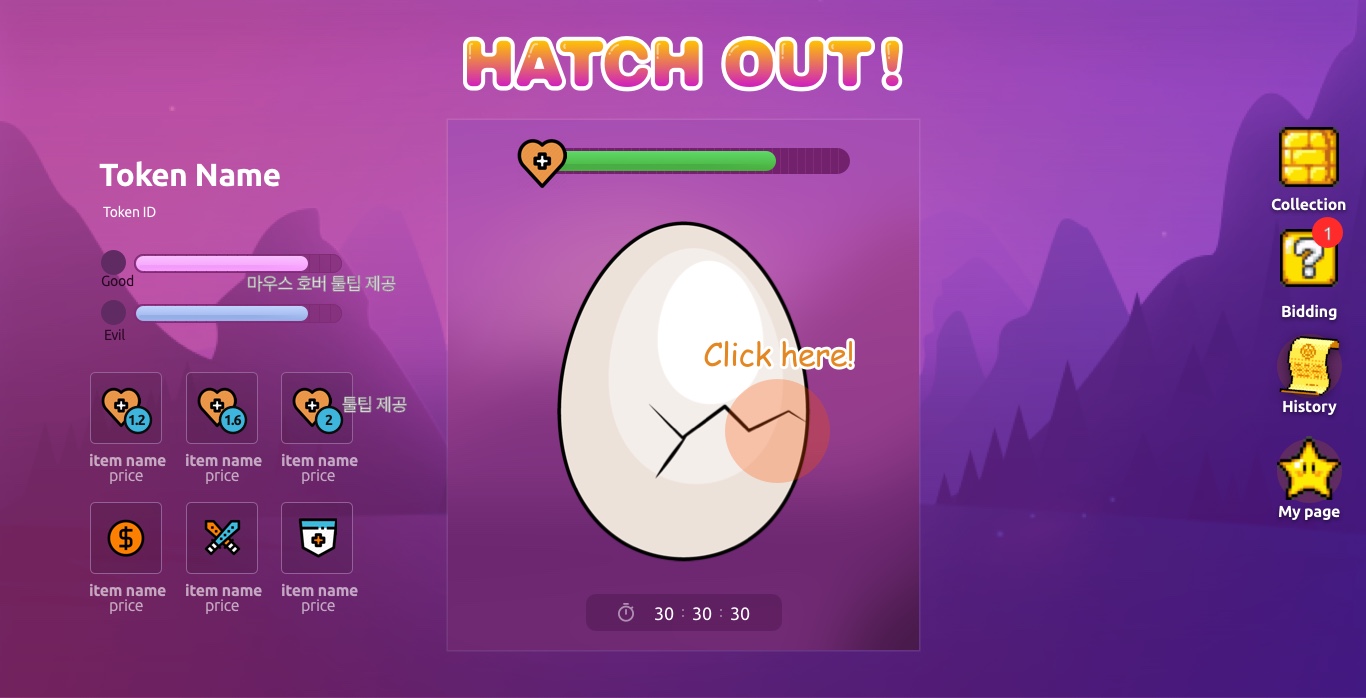 HATCH OUT!
Token Name
Token ID
Good
마우스 호버 툴팁 제공
Evil
1.2
1.6
2
툴팁 제공
item name
price
item name
price
item name
price
$
item name
price
item name
price
item name
price
Click here!
30 : 30 : 30
Collection
1
?
Bidding
History
My page